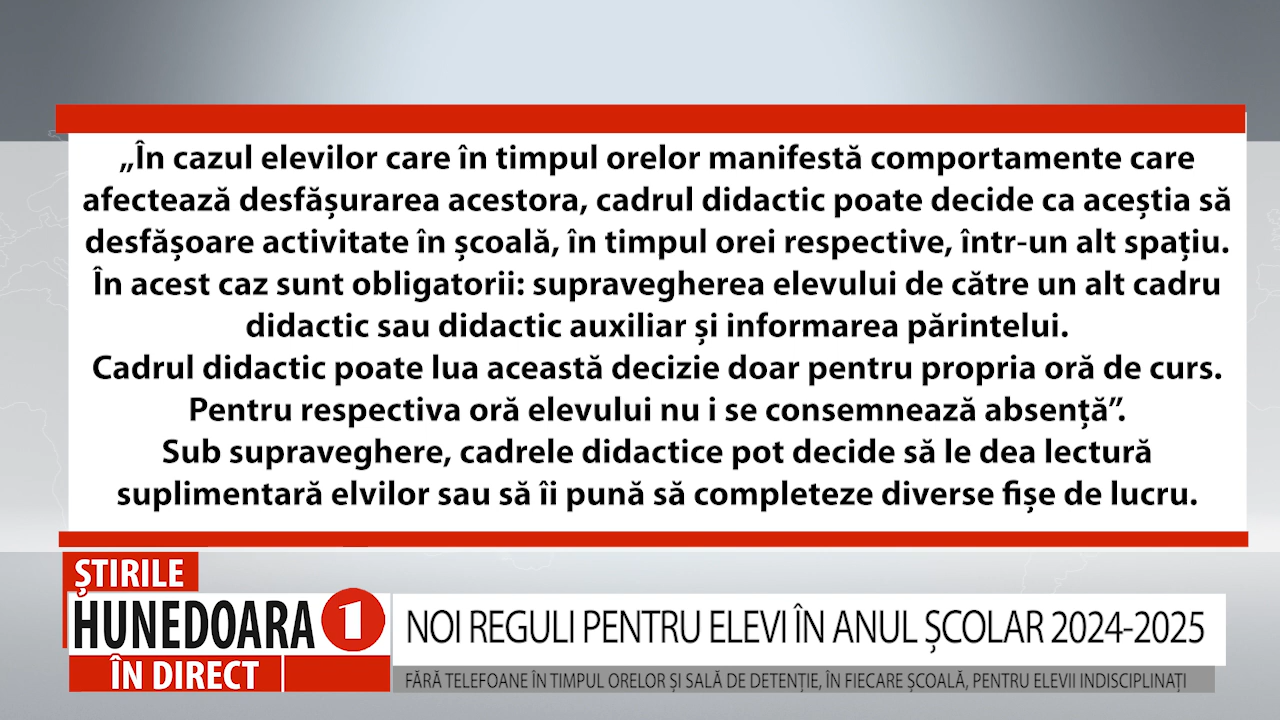 „În cazul elevilor care în timpul orelor manifestă comportamente care
afectează desfășurarea acestora, cadrul didactic poate decide ca aceștia să
desfășoare activitate în școală, în timpul orei respective, într-un alt spațiu.
În acest caz sunt obligatorii: supravegherea elevului de către un alt cadru
didactic sau didactic auxiliar și informarea părintelui.
Cadrul didactic poate lua această decizie doar pentru propria oră de curs.
Pentru respectiva oră elevului nu i se consemnează absență”.
Sub supraveghere, cadrele didactice pot decide să le dea lectură
suplimentară elvilor sau să îi pună să completeze diverse fișe de lucru.
ȘTIRILE
HUNEDOARA 1
ÎN DIRECT
NOI REGULI PENTRU ELEVI ÎN ANUL ȘCOLAR 2024-2025
FĂRĂ TELEFOANE ÎN TIMPUL ORELOR ȘI SALĂ DE DETENȚIE, ÎN FIECARE ȘCOALĂ, PENTRU ELEVII INDISCIPLINAȚI